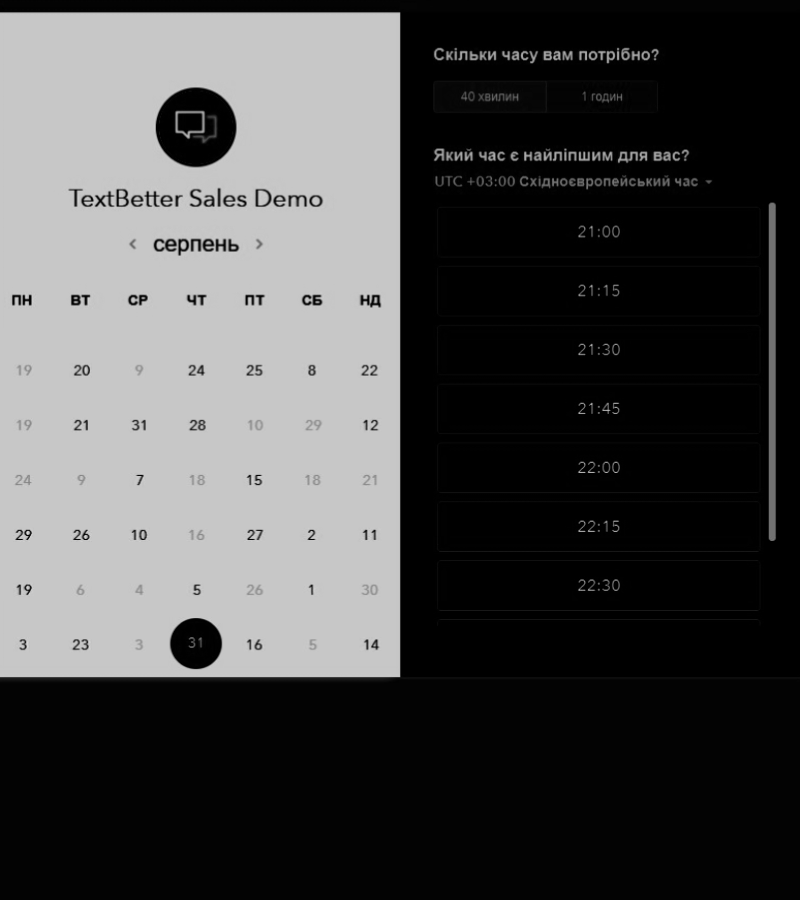 TextBetter Sales Demo
серпень
ПН ВТ СР ЧТ ПТ СБ НД
19 20 9 24 25 8 22
19 21 31 28 10 29 12
24 9 7 18 15 18 21
29 26 10 16 27 2 11
19 6 4 5 26 1 30
3 23 3 31 16 5 14
Скільки часу вам потрібно?
40 хвилин 1 годин
Який час є найліпшим для вас?
UTC +03:00 Східноєвропейський час
21:00
21:15
21:30
21:45
22:00
22:15
22:30